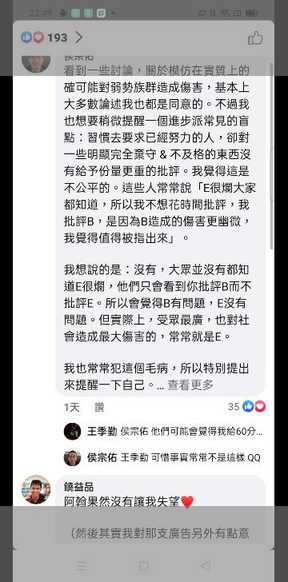 22:39
193
侯宗佑
看到一些討論，關於模仿在實質上的
確可能對弱勢族群造成傷害，基本上
大多數論述我也都是同意的。不過我
也想要稍微提醒一個進步派常見的盲
點：習慣去要求已經努力的人，卻對
一些明顯完全棄守 & 不及格的東西沒
有給予份量更重的批評。我覺得這是
不公平的。這些人常常說「E很爛大家
都知道，所以我不想花時間批評，我
批評B，是因為B造成的傷害更幽微，
我覺得值得被指出來」。
我想說的是：沒有，大眾並沒有都知
道E很爛，他們只會看到你批評B而不
批評E。所以會覺得B有問題，E沒有
問題。但實際上，受眾最廣，也對社
會造成最大傷害的，常常就是E。
我也常常犯這個毛病，所以特別提出
來提醒一下自己。... 查看更多
1天 讚 35
王季勤 侯宗佑 他們可能會覺得我給60分...
侯宗佑 王季勤 可惜事實常常不是這樣 QQ
鏡益岳
阿翰果然沒有讓我失望❤️
（然後其實我對那支廣告另外有點意